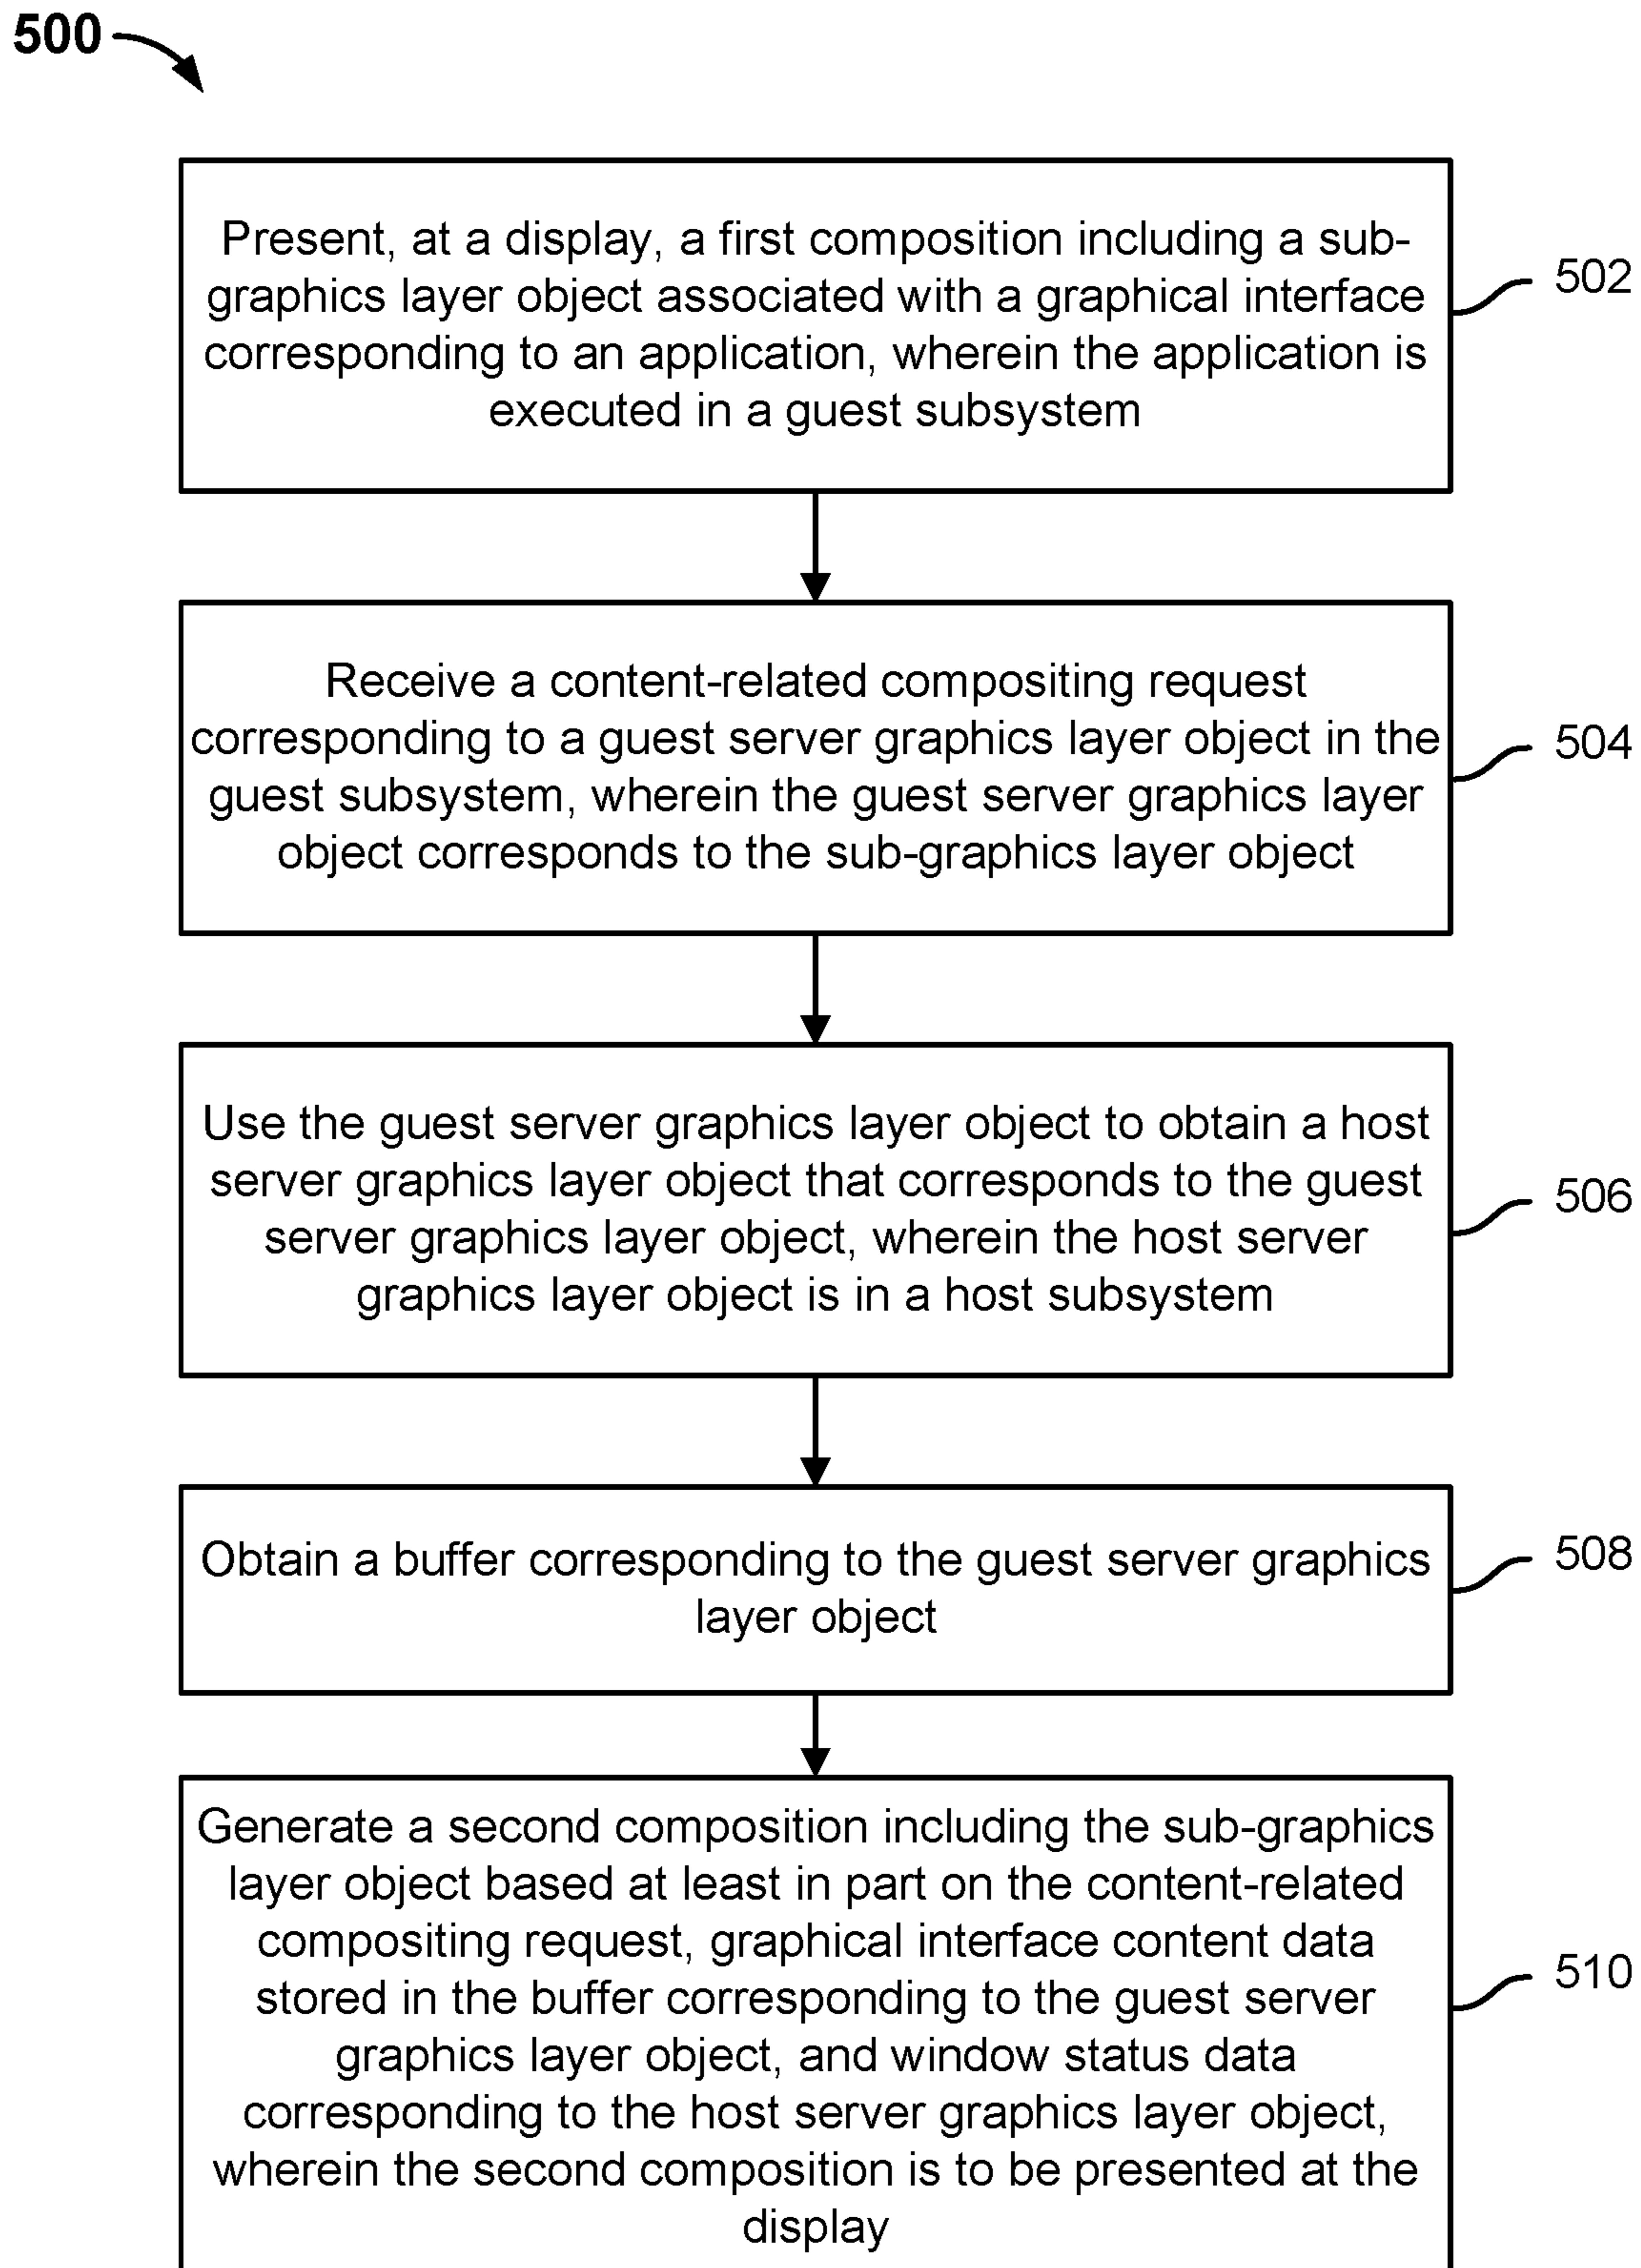 500
Present, at a display, a first composition including a sub-
graphics layer object associated with a graphical interface
corresponding to an application, wherein the application is
executed in a guest subsystem
502
Receive a content-related compositing request
corresponding to a guest server graphics layer object in the
guest subsystem, wherein the guest server graphics layer
object corresponds to the sub-graphics layer object
504
Use the guest server graphics layer object to obtain a host
server graphics layer object that corresponds to the guest
server graphics layer object, wherein the host server
graphics layer object is in a host subsystem
506
Obtain a buffer corresponding to the guest server graphics
layer object
508
Generate a second composition including the sub-graphics
layer object based at least in part on the content-related
compositing request, graphical interface content data
stored in the buffer corresponding to the guest server
graphics layer object, and window status data
corresponding to the host server graphics layer object,
wherein the second composition is to be presented at the
display
510